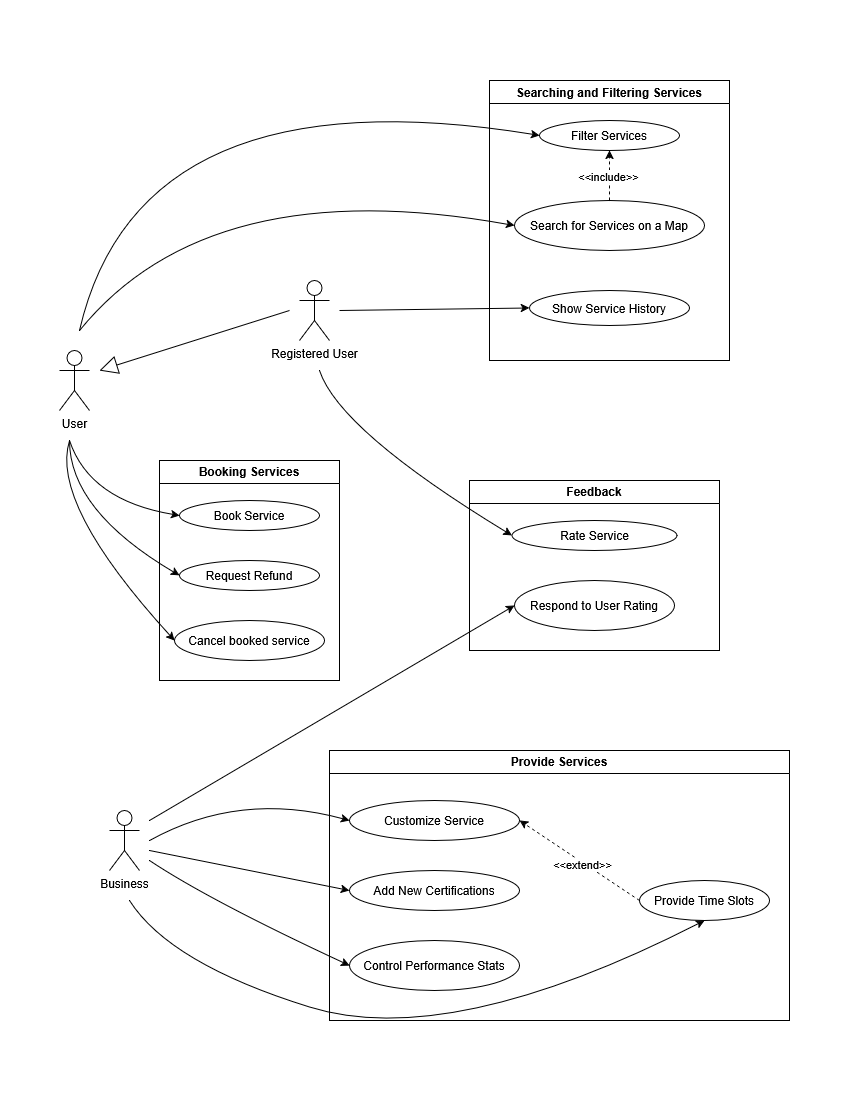 Searching and Filtering Services
Filter Services
<<include>>
Search for Services on a Map
Show Service History
Registered User
User
Booking Services
Book Service
Request Refund
Cancel booked service
Feedback
Rate Service
Respond to User Rating
Provide Services
Customize Service
<<extend>>
Business
Add New Certifications
Provide Time Slots
Control Performance Stats